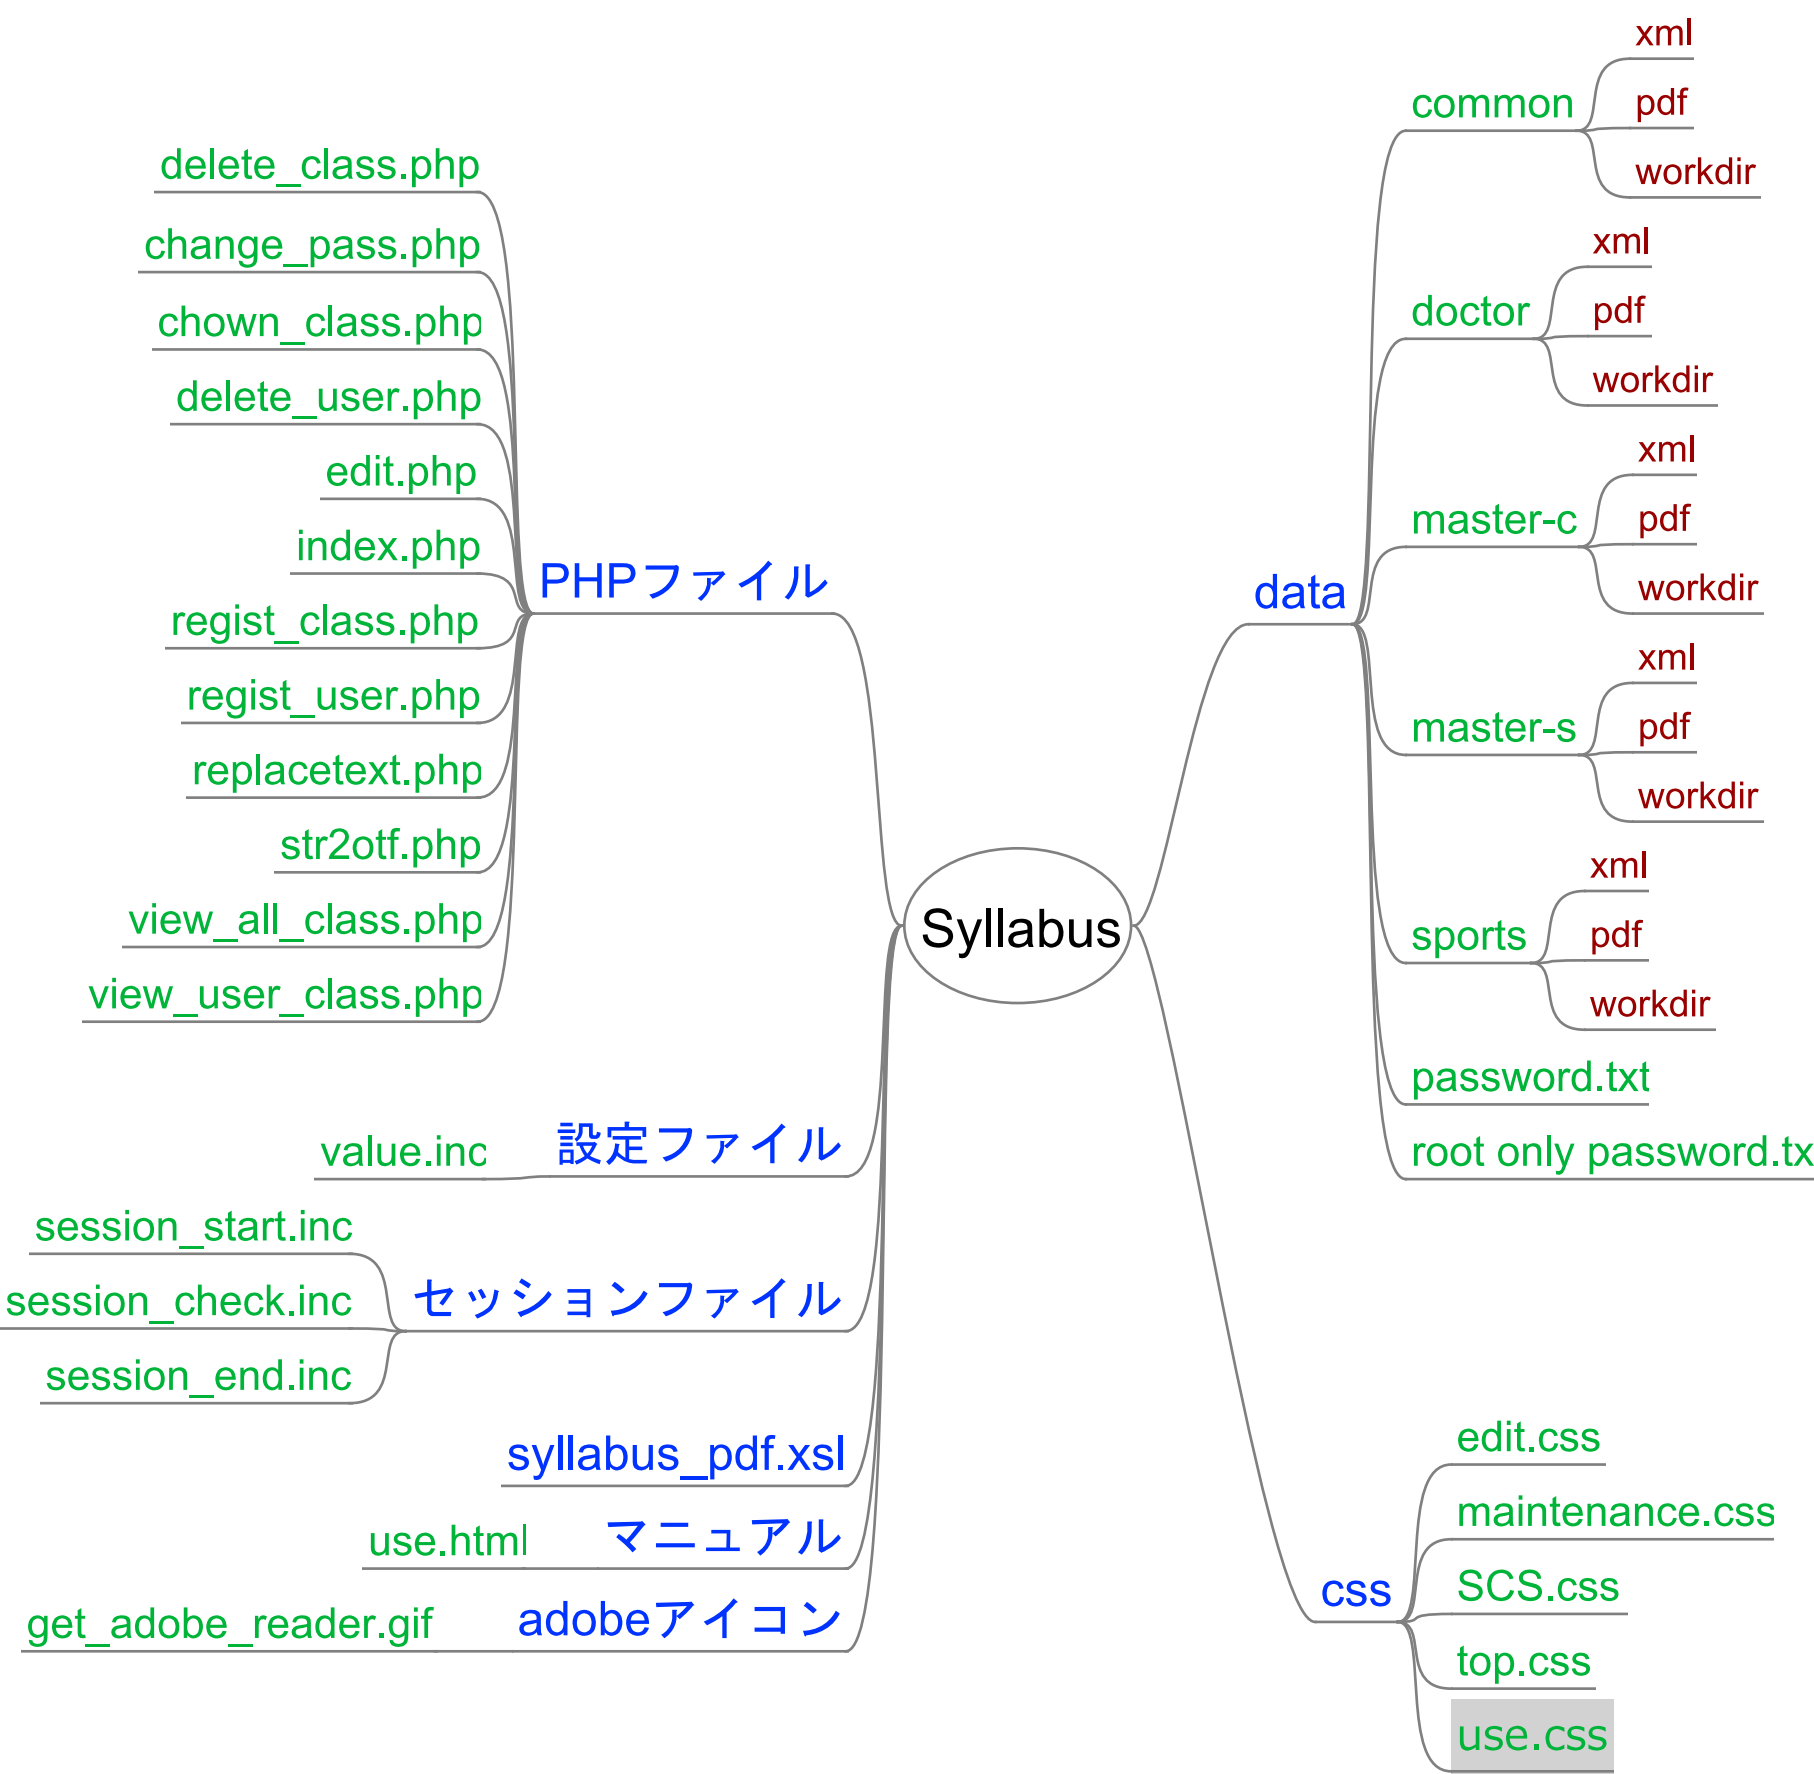 Syllabus
PHPファイル
delete_class.php
change_pass.php
chown_class.php
delete_user.php
edit.php
index.php
regist_class.php
regist_user.php
replacetext.php
str2otf.php
view_all_class.php
view_user_class.php
設定ファイル
value.inc
セッションファイル
session_start.inc
session_check.inc
session_end.inc
syllabus_pdf.xsl
マニュアル
use.html
adobeアイコン
get_adobe_reader.gif
data
common
xml
pdf
workdir
doctor
xml
pdf
workdir
master-c
xml
pdf
workdir
master-s
xml
pdf
workdir
sports
xml
pdf
workdir
password.txt
root only password.tx
css
edit.css
maintenance.css
SCS.css
top.css
use.css